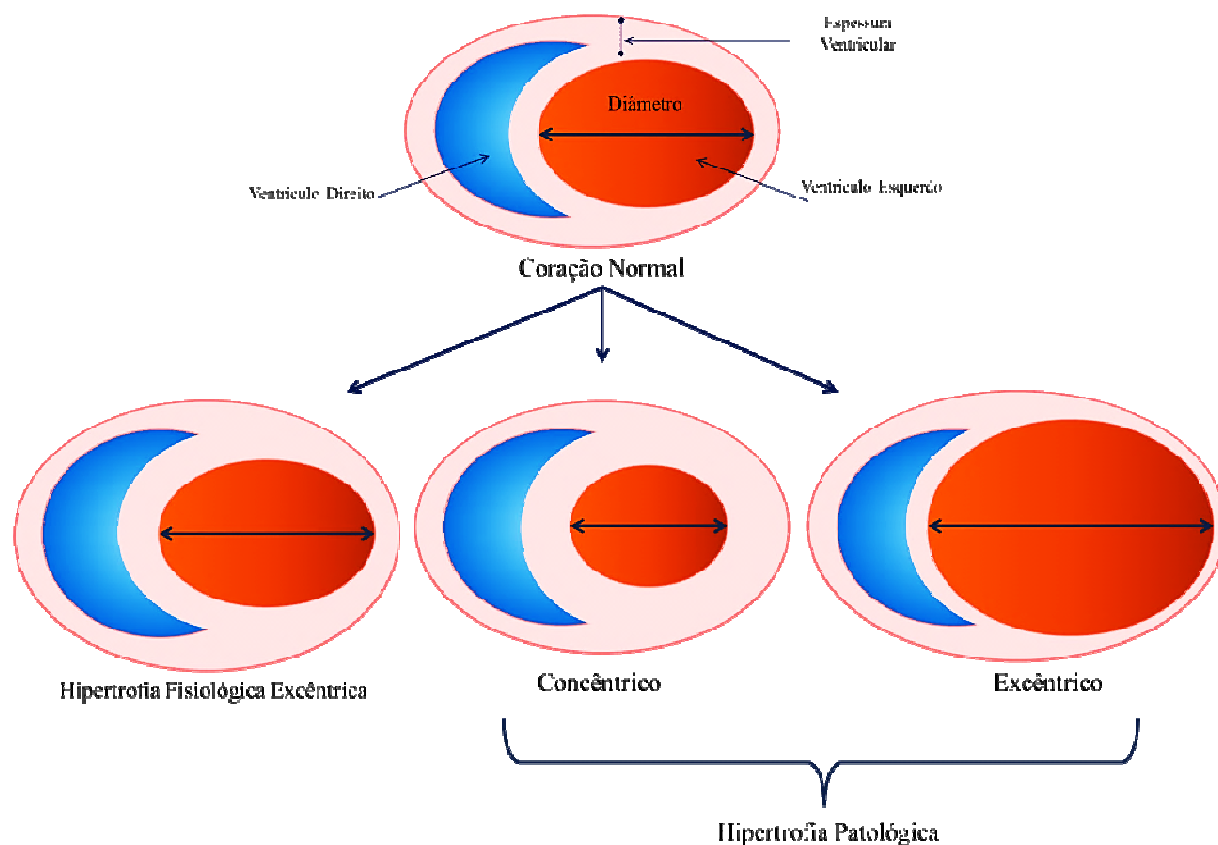 Espessura
Ventricular
Diâmetro
Ventrículo Direito
Ventrículo Esquerdo
Coração Normal
Hipertrofia Fisiológica Excêntrica
Concêntrico
Excêntrico
Hipertrofia Patológica